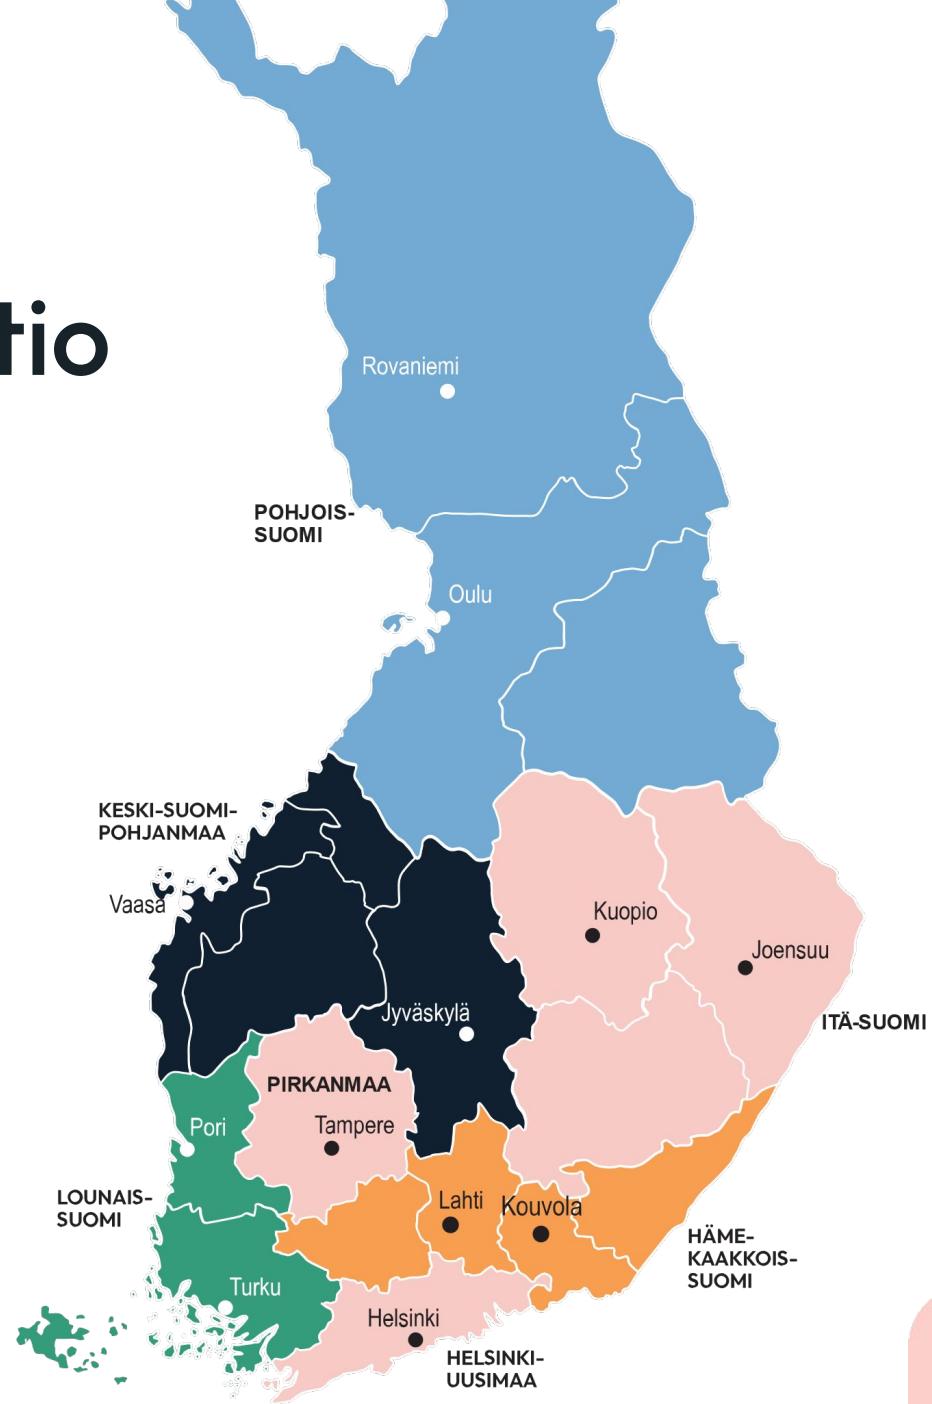 tio
Rovaniemi
POHJOIS-
SUOMI
Oulu
KESKI-SUOMI-
POHJANMAA
Vaasa
Kuopio
Joensuu
Jyväskylä
ITÄ-SUOMI
PIRKANMAA
Tampere
Pori
LOUNAIS-
SUOMI
Lahti
Kouvola
HÄME-
KAAKKOIS-
SUOMI
Turku
Helsinki
HELSINKI-
UUSIMAA